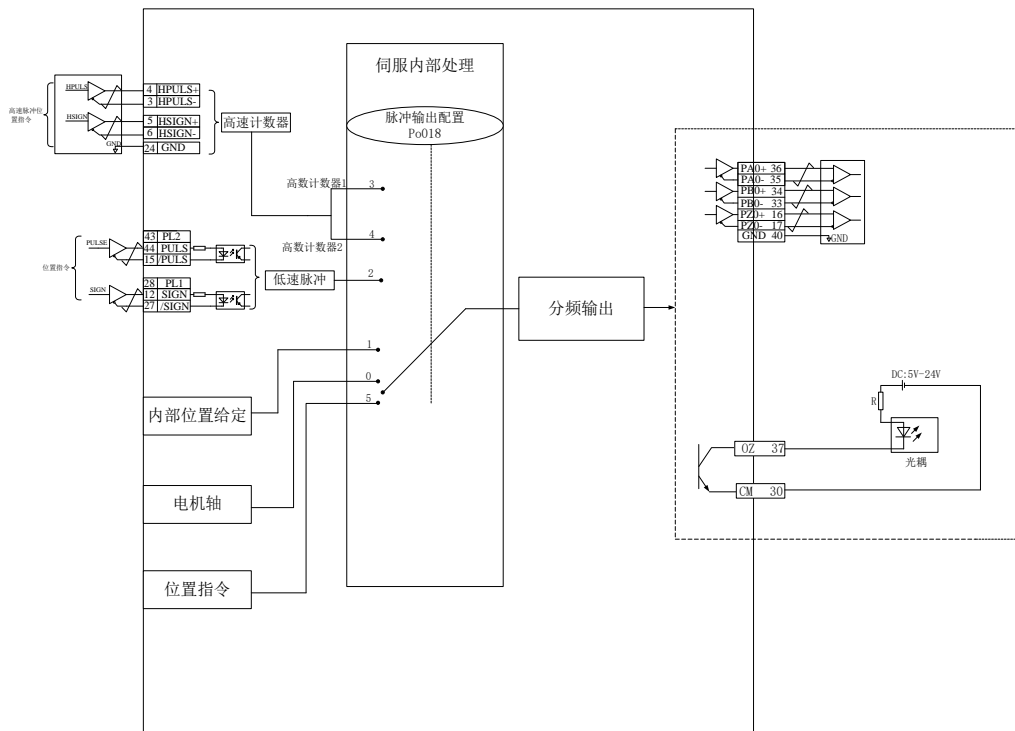 伺服内部处理
脉冲输出配置
Po018
高速脉冲位
置指令
HPULS
HSIGN
GND
4 HPULS+
3 HPULS-
5 HSIGN+
6 HSIGN-
24 GND
高速计数器
高数计数器1
3
高数计数器2
4
位置指令
PULSE
SIGN
43 PL2
44 PULS
15 /PULS
28 PL1
12 SIGN
27 /SIGN
低速脉冲
2
1
0
5
内部位置给定
电机轴
位置指令
分频输出
PA0+ 36
PA0- 35
PB0+ 34
PB0- 33
PZ0+ 16
PZ0- 17
GND 40
GND
DC:5V-24V
R
光耦
OZ 37
CM 30